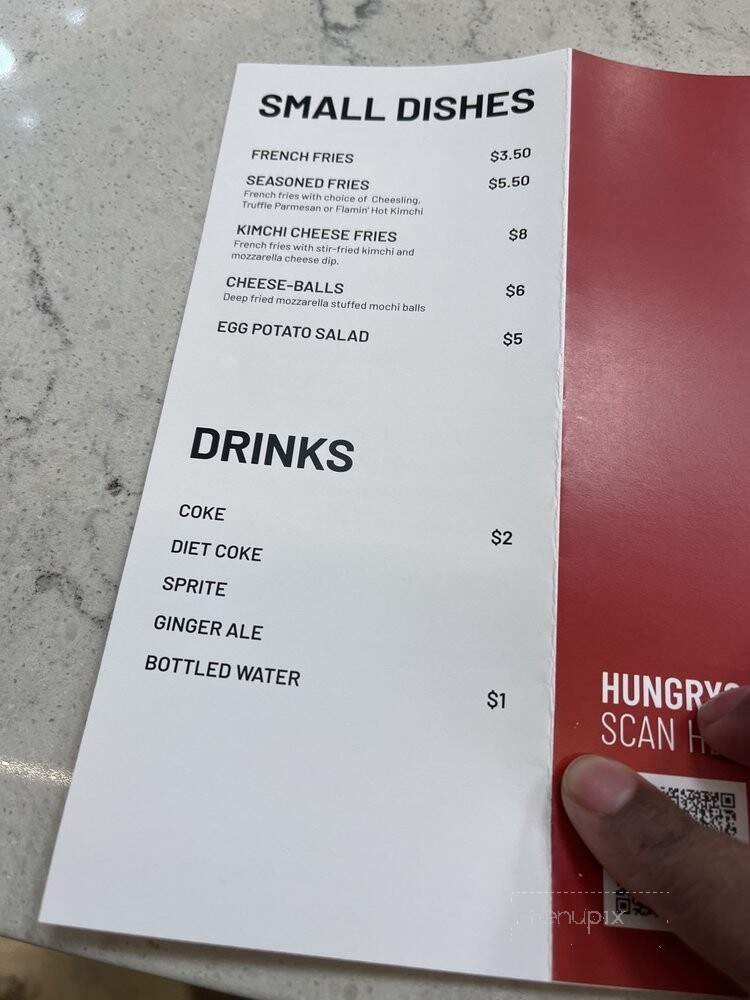 SMALL DISHES
FRENCH FRIES $3.50
SEASONED FRIES $5.50
French fries with choice of Cheesling,
Truffle Parmesan or Flamin' Hot Kimchi
KIMCHI CHEESE FRIES $8
French fries with stir-fried kimchi and
mozzarella cheese dip.
CHEESE-BALLS $6
Deep fried mozzarella stuffed mochi balls
EGG POTATO SALAD $5
DRINKS
COKE
$2
DIET COKE
SPRITE
GINGER ALE
BOTTLED WATER
$1
SCAN
menupix